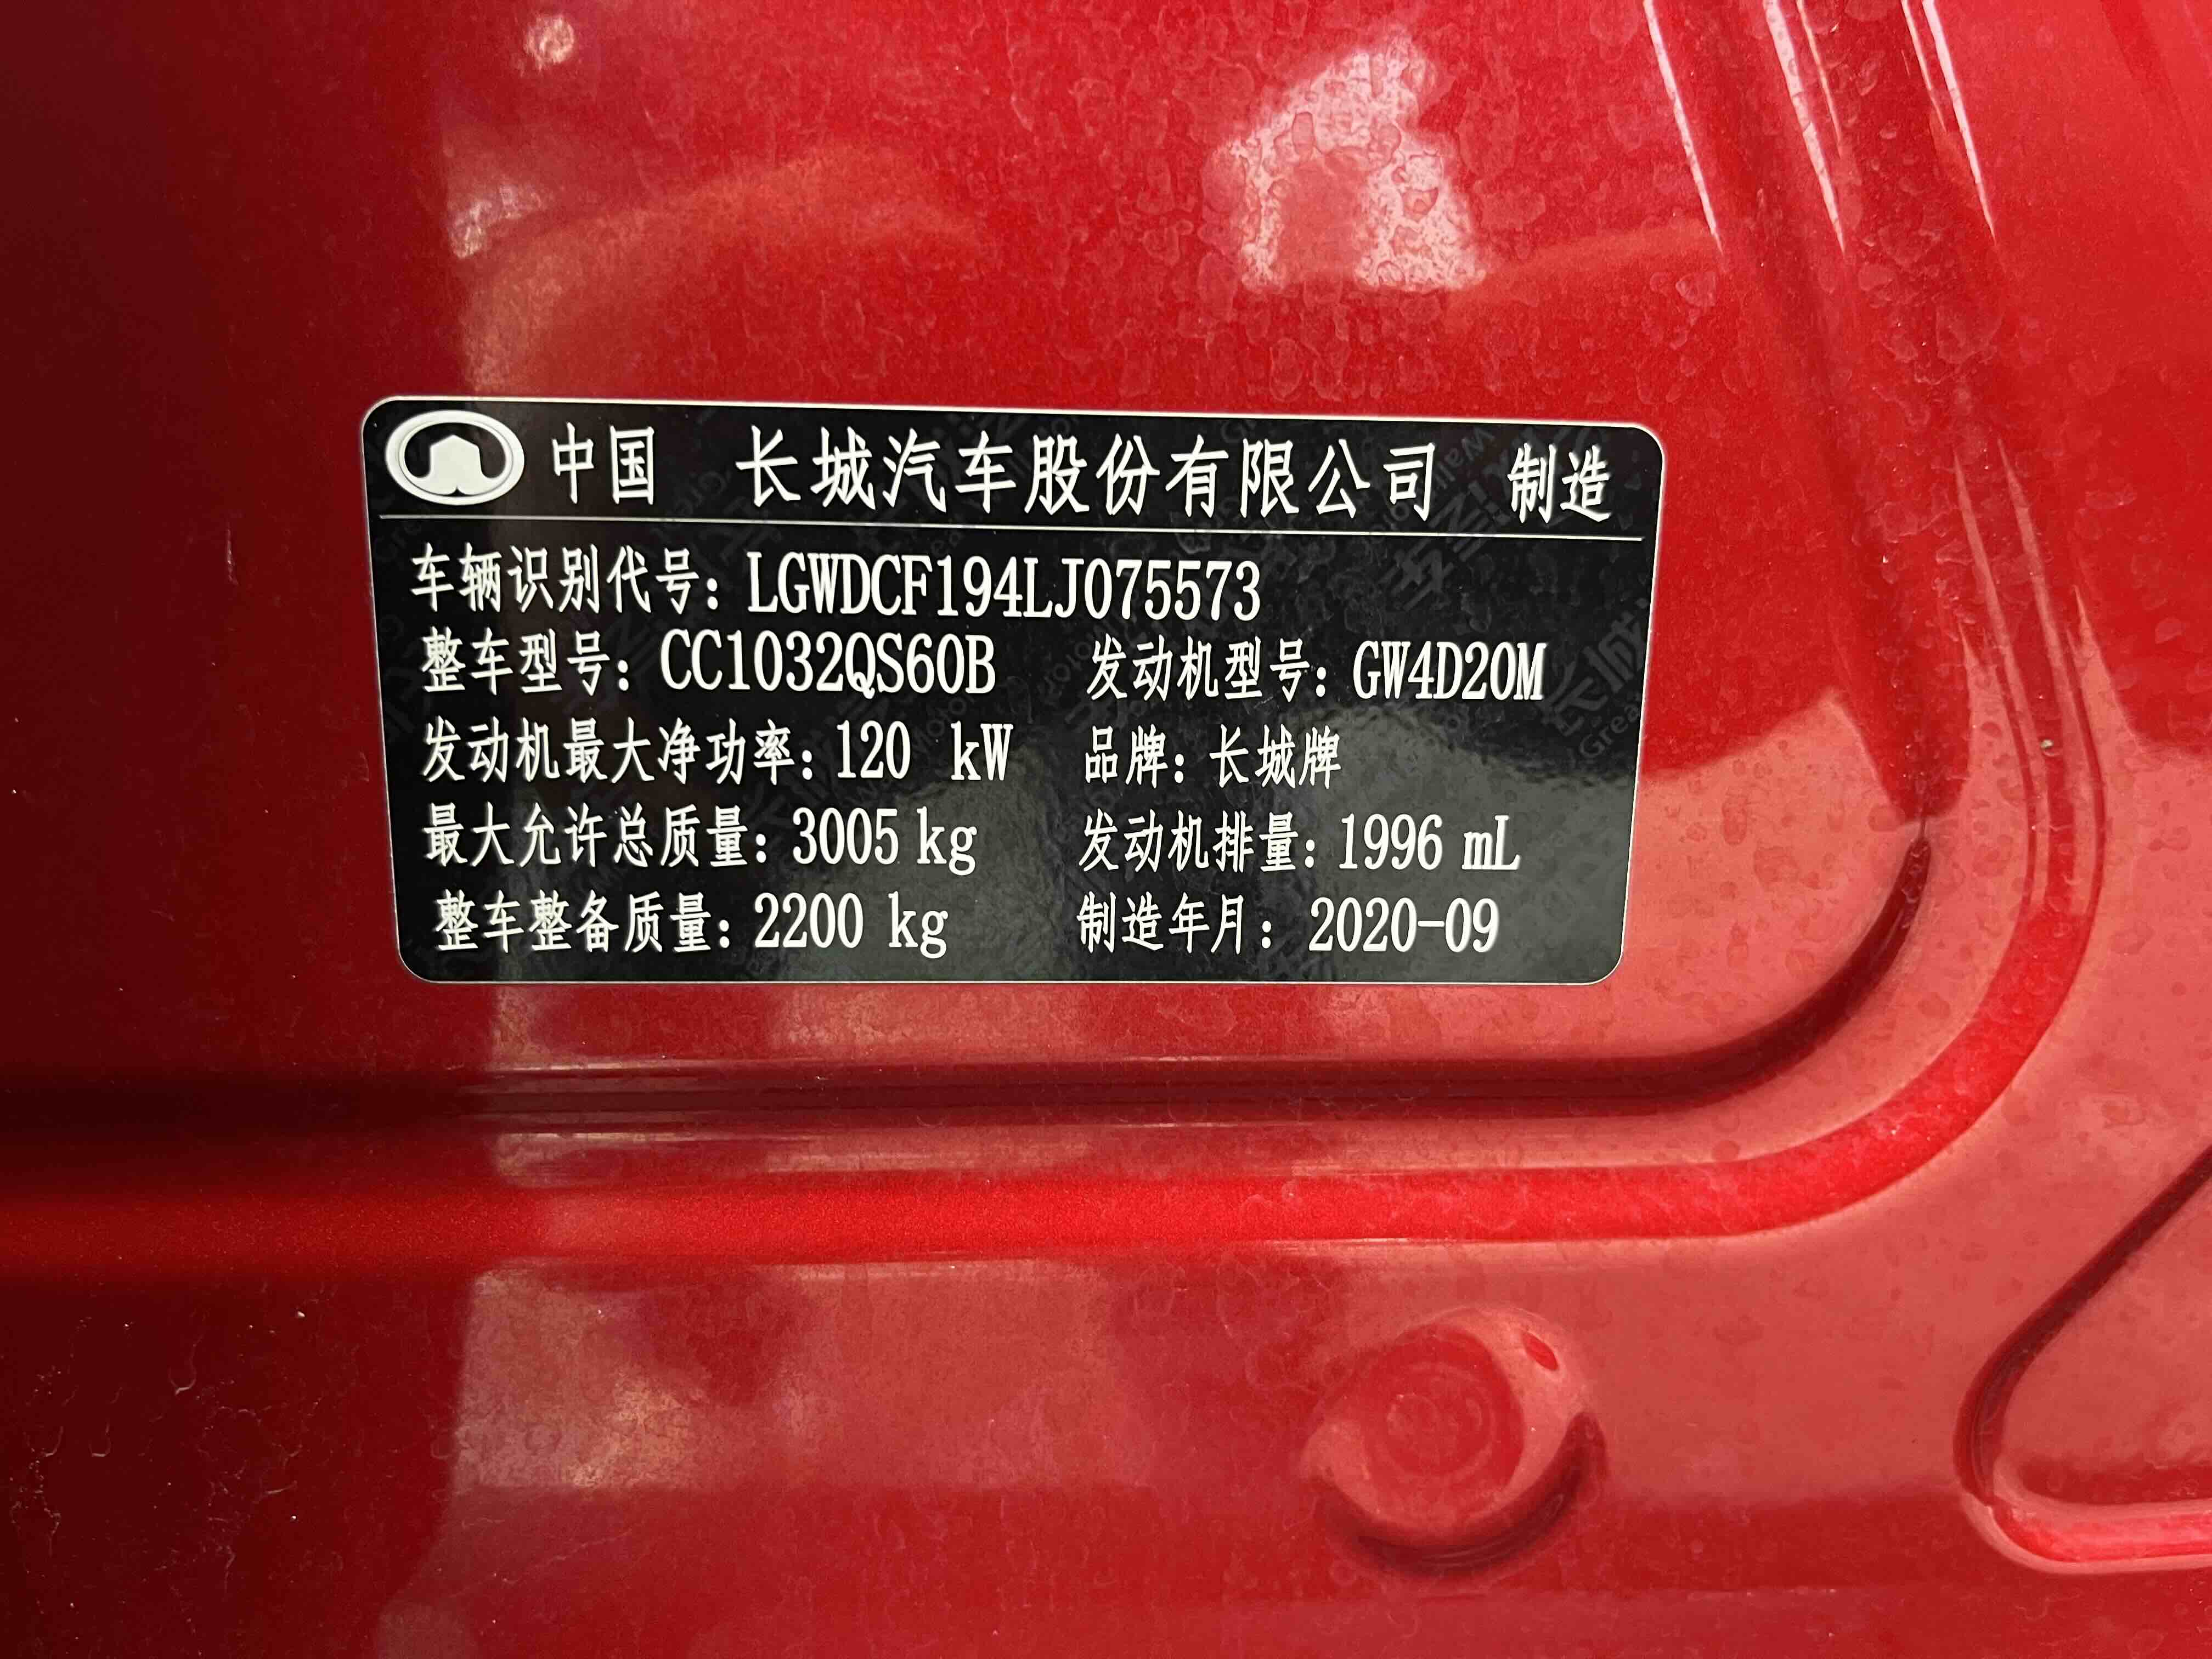 中国 长城汽车股份有限公司 制造
车辆识别代号：LGWDCF194LJ075573
整车型号：CC1032QS60B 发动机型号：GW4D20M
发动机最大净功率：120 kW 品牌：长城牌
最大允许总质量：3005 kg 发动机排量：1996 mL
整车整备质量：2200 kg 制造年月：2020-09